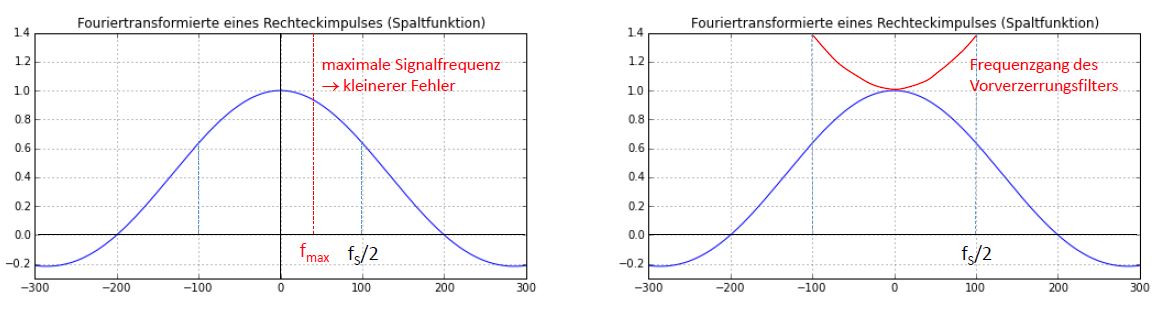 Fouriertransformierte eines Rechteckimpulses (Spaltfunktion)
1.4
1.2
1.0
0.8
0.6
0.4
0.2
0.0
−0.2
maximale Signalfrequenz
→ kleinerer Fehler
fmax fS/2
−300 −200 −100 0 100 200 300
Fouriertransformierte eines Rechteckimpulses (Spaltfunktion)
1.4
1.2
1.0
0.8
0.6
0.4
0.2
0.0
−0.2
Frequenzgang des
Vorverzerrungsfilters
fS/2
−300 −200 −100 0 100 200 300